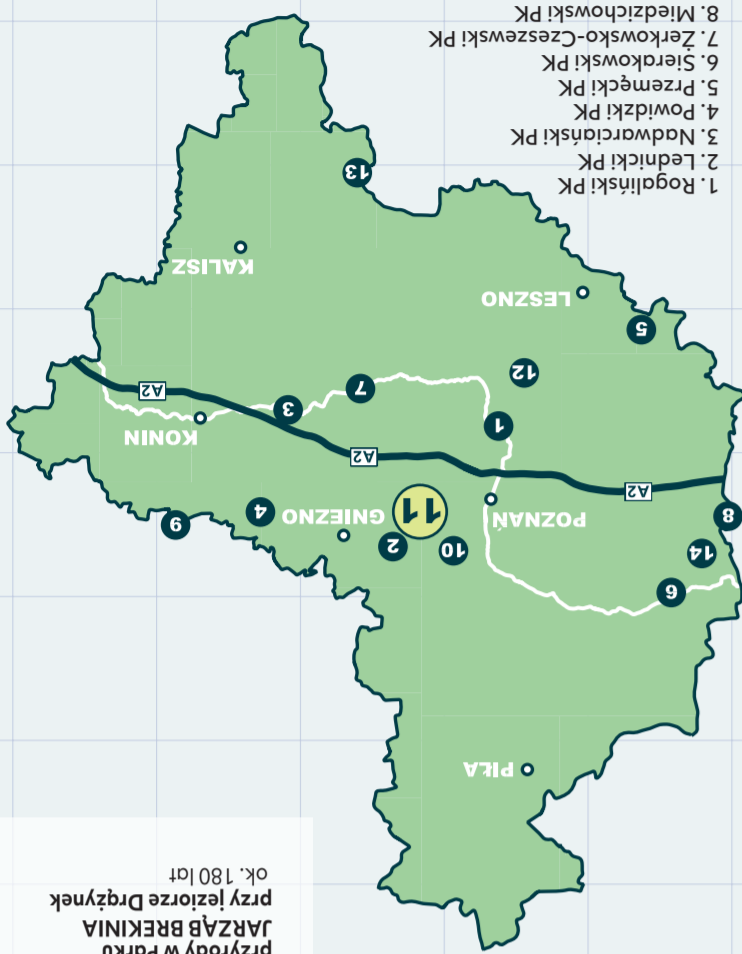 przyrody w Parku
JARZĄB BREKINIA
przy jeziorze Drążynek
ok. 180 lat
PIŁA
6
14
8
10
2
11
POZNAŃ
GNIEZNO
4
9
A2
A2
A2
1
3
KONIN
7
12
5
LESZNO
KALISZ
13
1. Rogaliński PK
2. Lednicki PK
3. Nadwarciański PK
4. Powidzki PK
5. Przemęcki PK
6. Sierakowski PK
7. Żerkowsko-Czeszewski PK
8. Miedzichowski PK